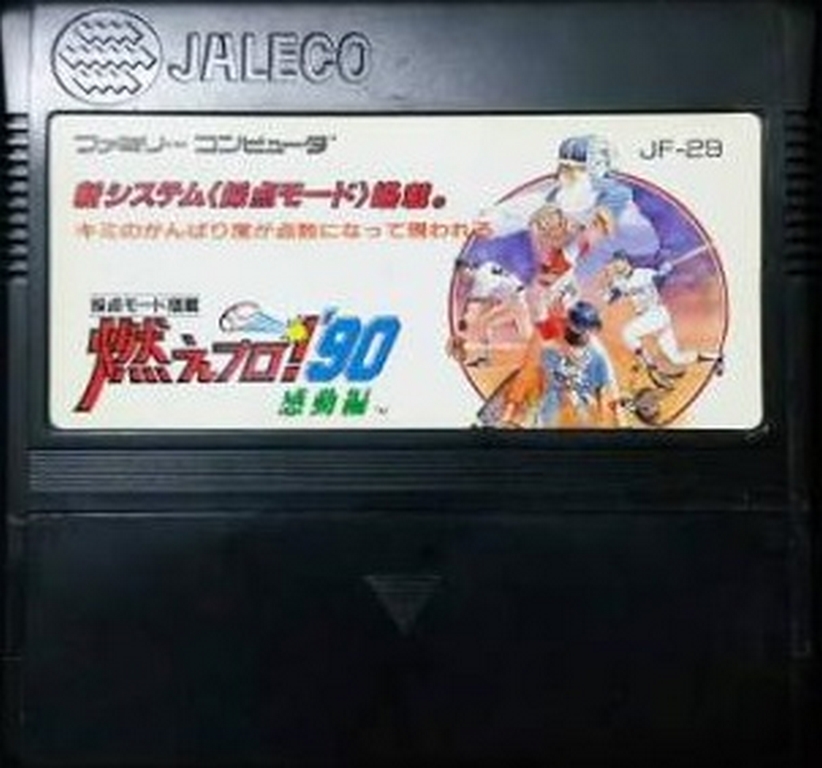 JALECO
ファミリー コンピュータ
JF-29
新システム〈採点モード〉搭載。
キミのがんばり度が点数になって現われる
採点モード搭載
燃えプロ!'90
感動編